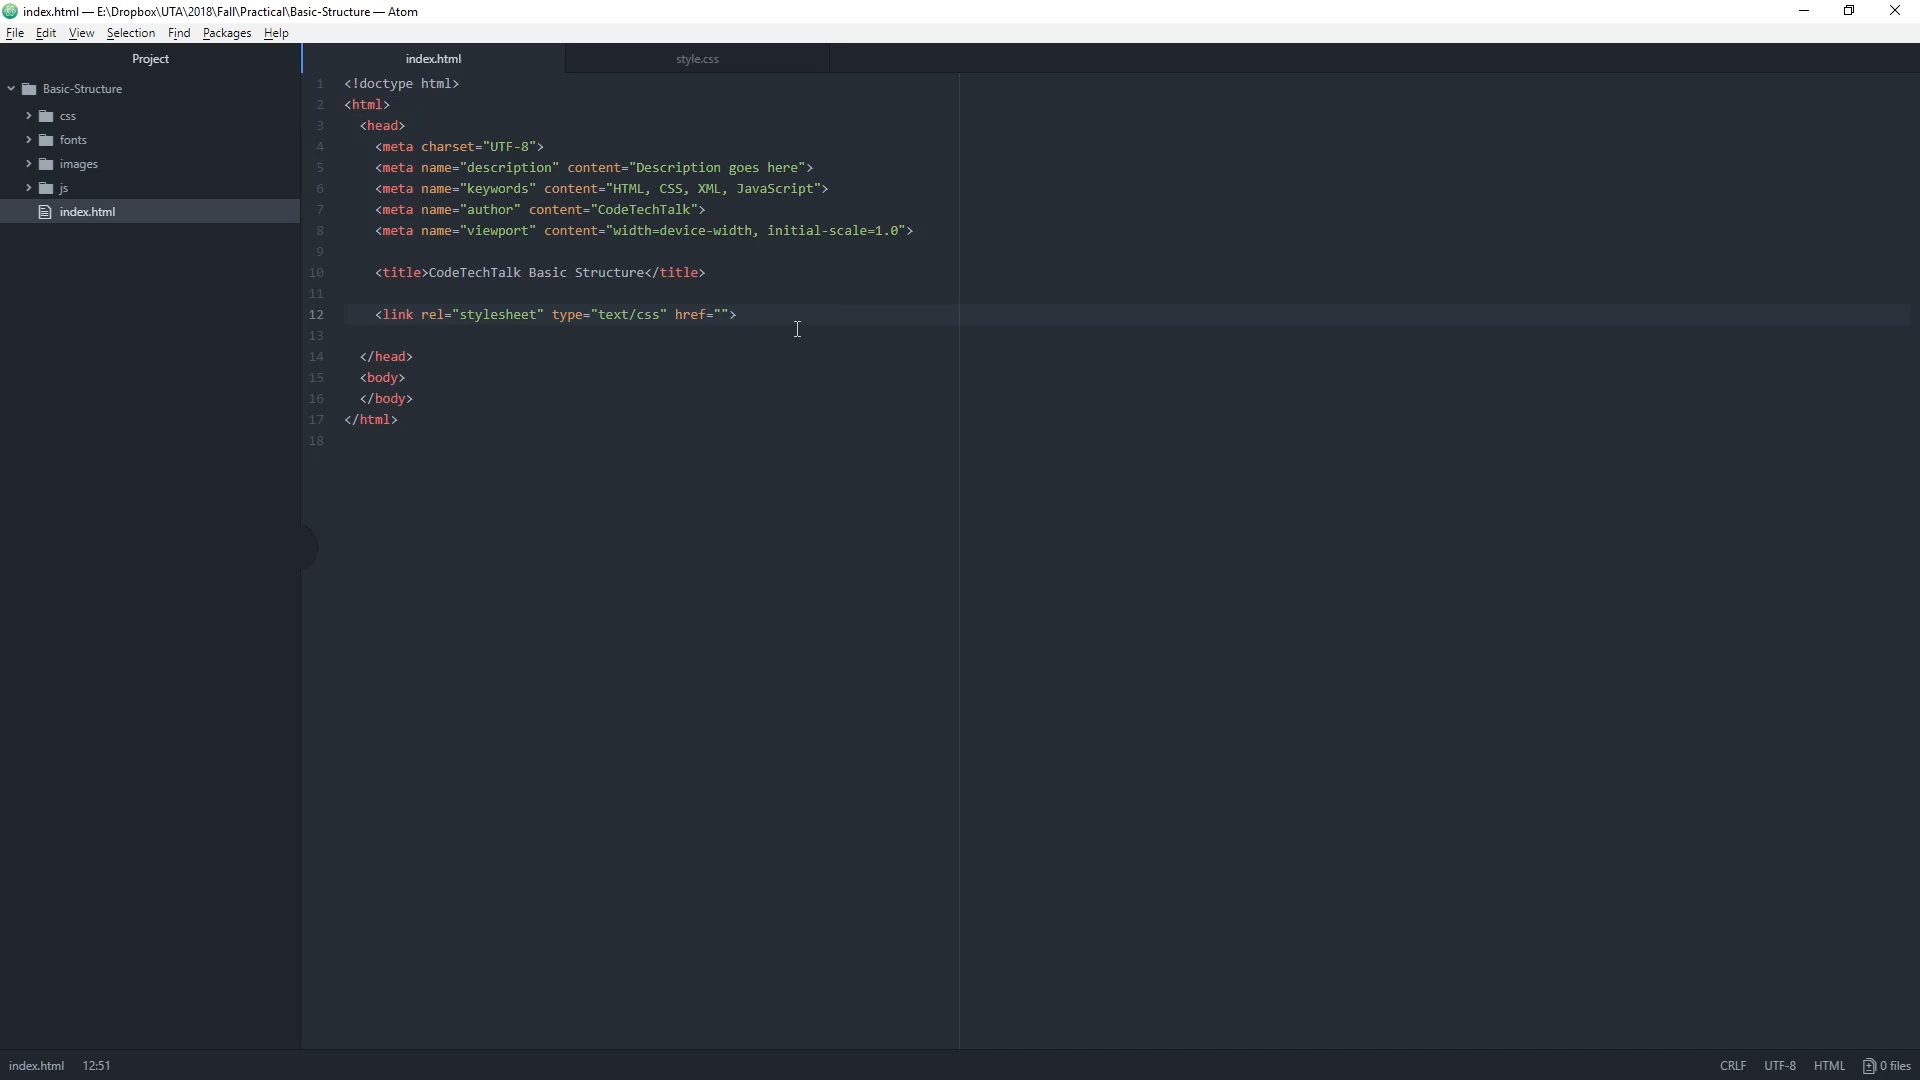 index.html — E:\Dropbox\UTA\2018\Fall\Practical\Basic-Structure — Atom
File Edit View Selection Find Packages Help
Project
index.html
style.css
Basic-Structure
css
fonts
images
js
index.html
1 <!doctype html>
2 <html>
3 <head>
4 <meta charset="UTF-8">
5 <meta name="description" content="Description goes here">
6 <meta name="keywords" content="HTML, CSS, XML, JavaScript">
7 <meta name="author" content="CodeTechTalk">
8 <meta name="viewport" content="width=device-width, initial-scale=1.0">
9
10 <title>CodeTechTalk Basic Structure</title>
11
12 <link rel="stylesheet" type="text/css" href="">
13
14 </head>
15 <body>
16 </body>
17 </html>
18
index.html 12:51
CRLF UTF-8 HTML 0 files